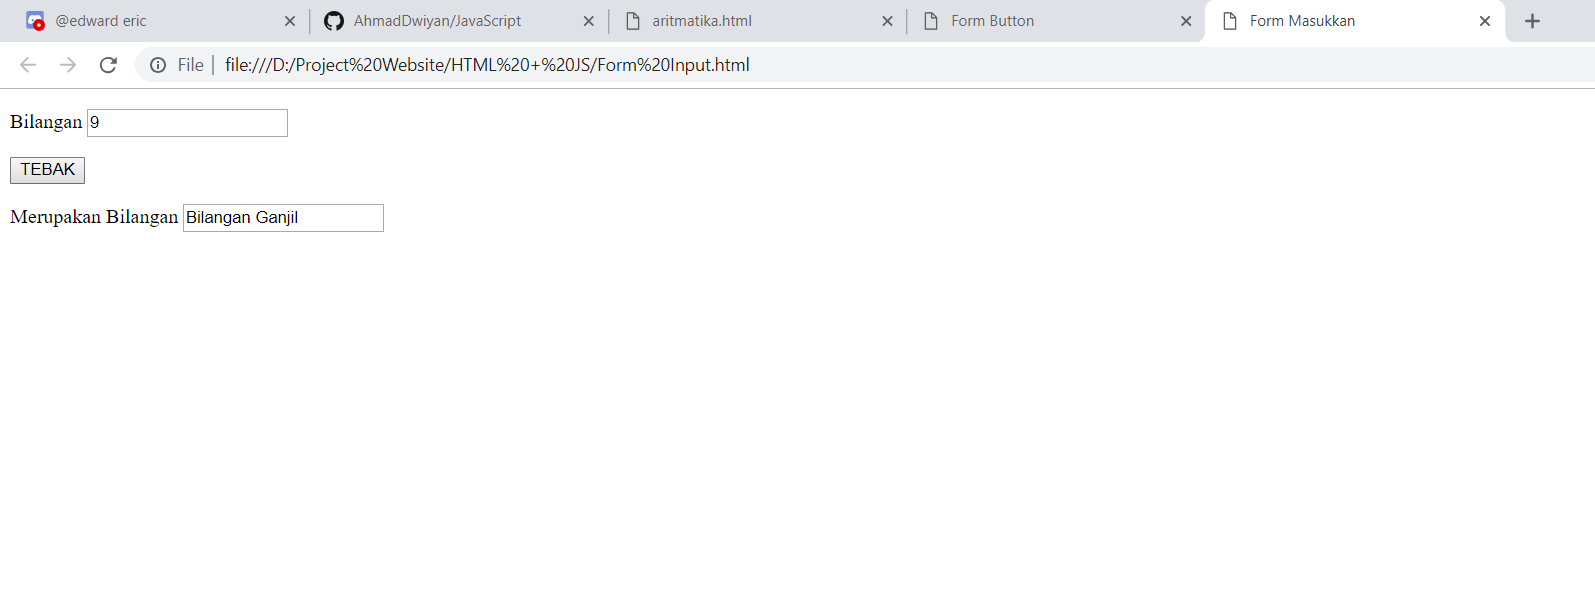 @edward eric
AhmadDwiyan/JavaScript
aritmatika.html
Form Button
Form Masukkan
File | file:///D:/Project%20Website/HTML%20+%20JS/Form%20Input.html
Bilangan 9
TEBAK
Merupakan Bilangan Bilangan Ganjil